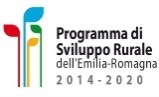 Programma di
Sviluppo Rurale
dell'Emilia-Romagna
2014-2020